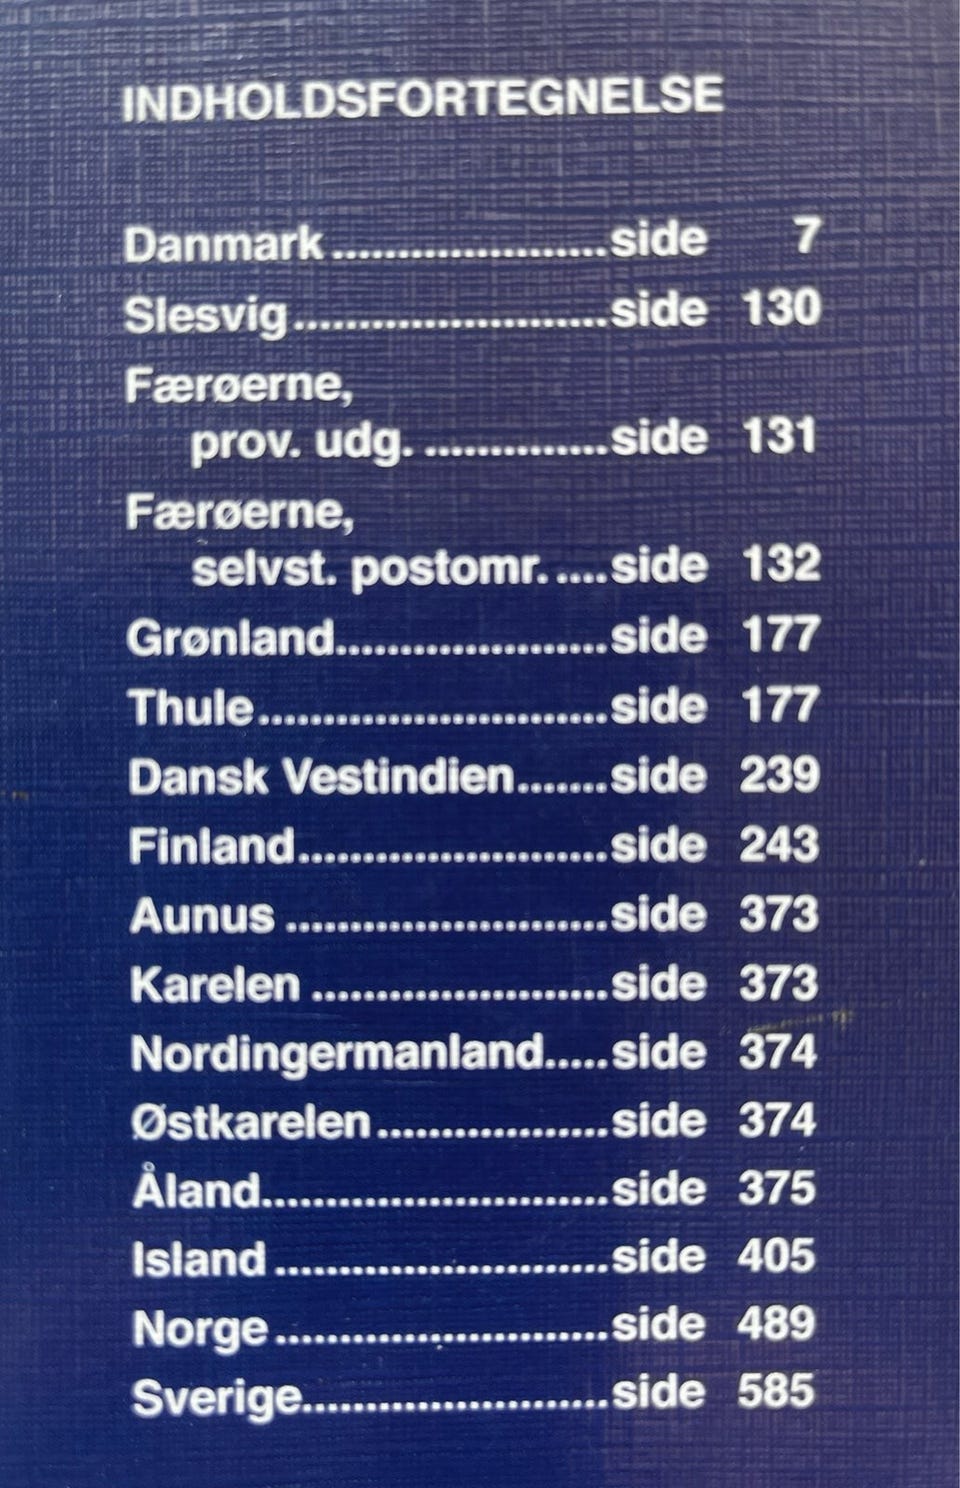 INDHOLDSFORTEGNELSE
Danmark.....................side 7
Slesvig........................side 130
Færøerne,
prov. udg. ..............side 131
Færøerne,
selvst. postomr.....side 132
Grønland.....................side 177
Thule...........................side 177
Dansk Vestindien.......side 239
Finland........................side 243
Aunus .........................side 373
Karelen .......................side 373
Nordingermanland.....side 374
Østkarelen..................side 374
Åland...........................side 375
Island ..........................side 405
Norge..........................side 489
Sverige........................side 585